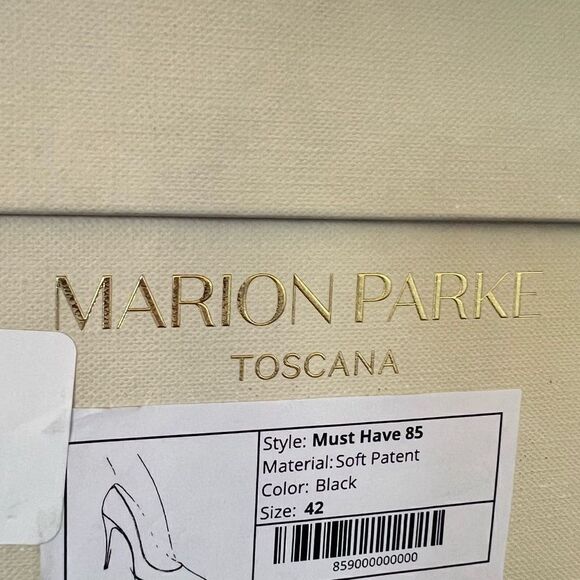 MARION PARKE
TOSCANA
Style: Must Have 85
Material: Soft Patent
Color: Black
Size: 42
859000000000